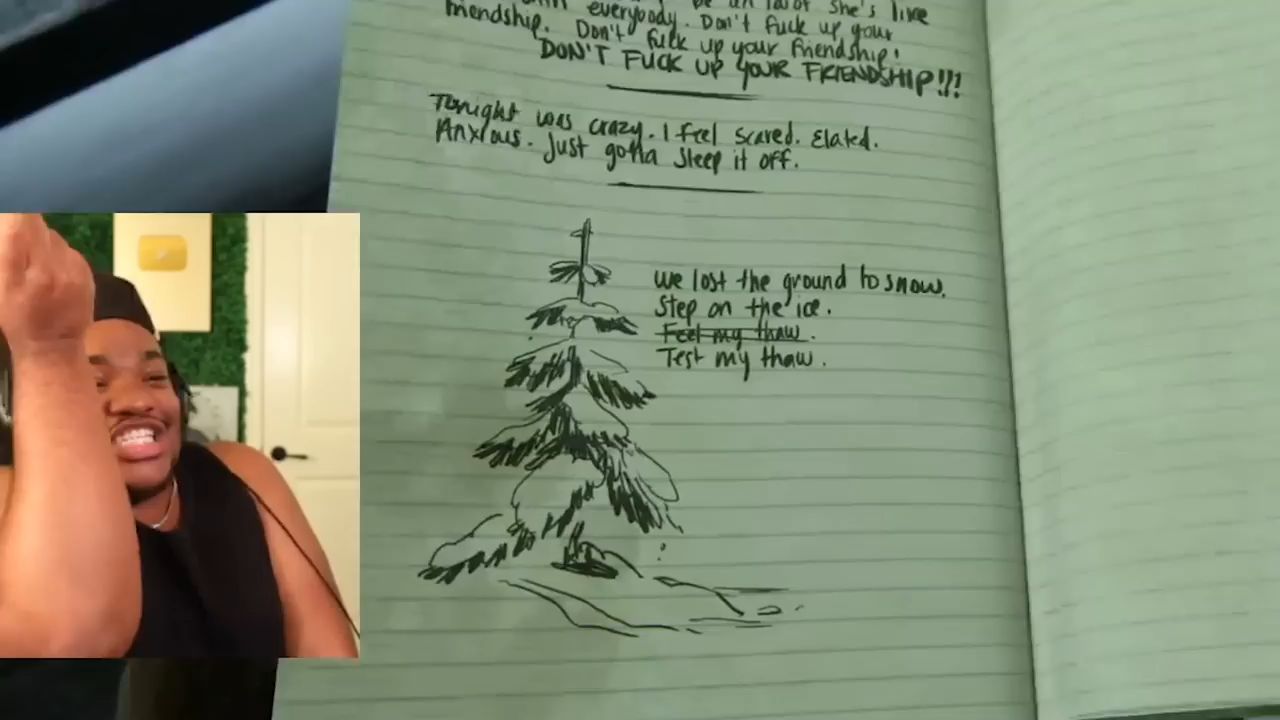 everybody. Don't fuck up your
friendship. Don't fuck up your friendship!
DON'T FUCK UP YOUR FRIENDSHIP!!!
Tonight was crazy. I feel scared. Elated.
Anxious. Just gotta sleep it off.
We lost the ground to snow.
Step on the ice.
Feel my thaw.
Test my thaw.